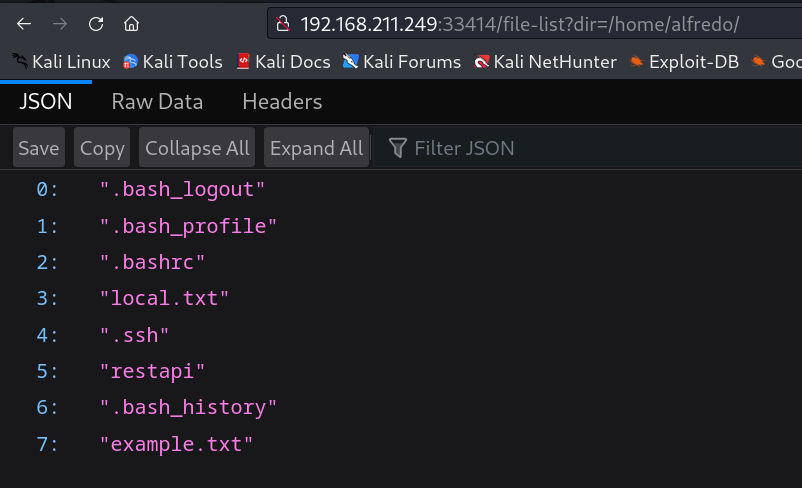 192.168.211.249:33414/file-list?dir=/home/alfredo/
Kali Linux Kali Tools Kali Docs Kali Forums Kali NetHunter Exploit-DB Goo
JSON Raw Data Headers
Save Copy Collapse All Expand All Filter JSON
0: ".bash_logout"
1: ".bash_profile"
2: ".bashrc"
3: "local.txt"
4: ".ssh"
5: "restapi"
6: ".bash_history"
7: "example.txt"